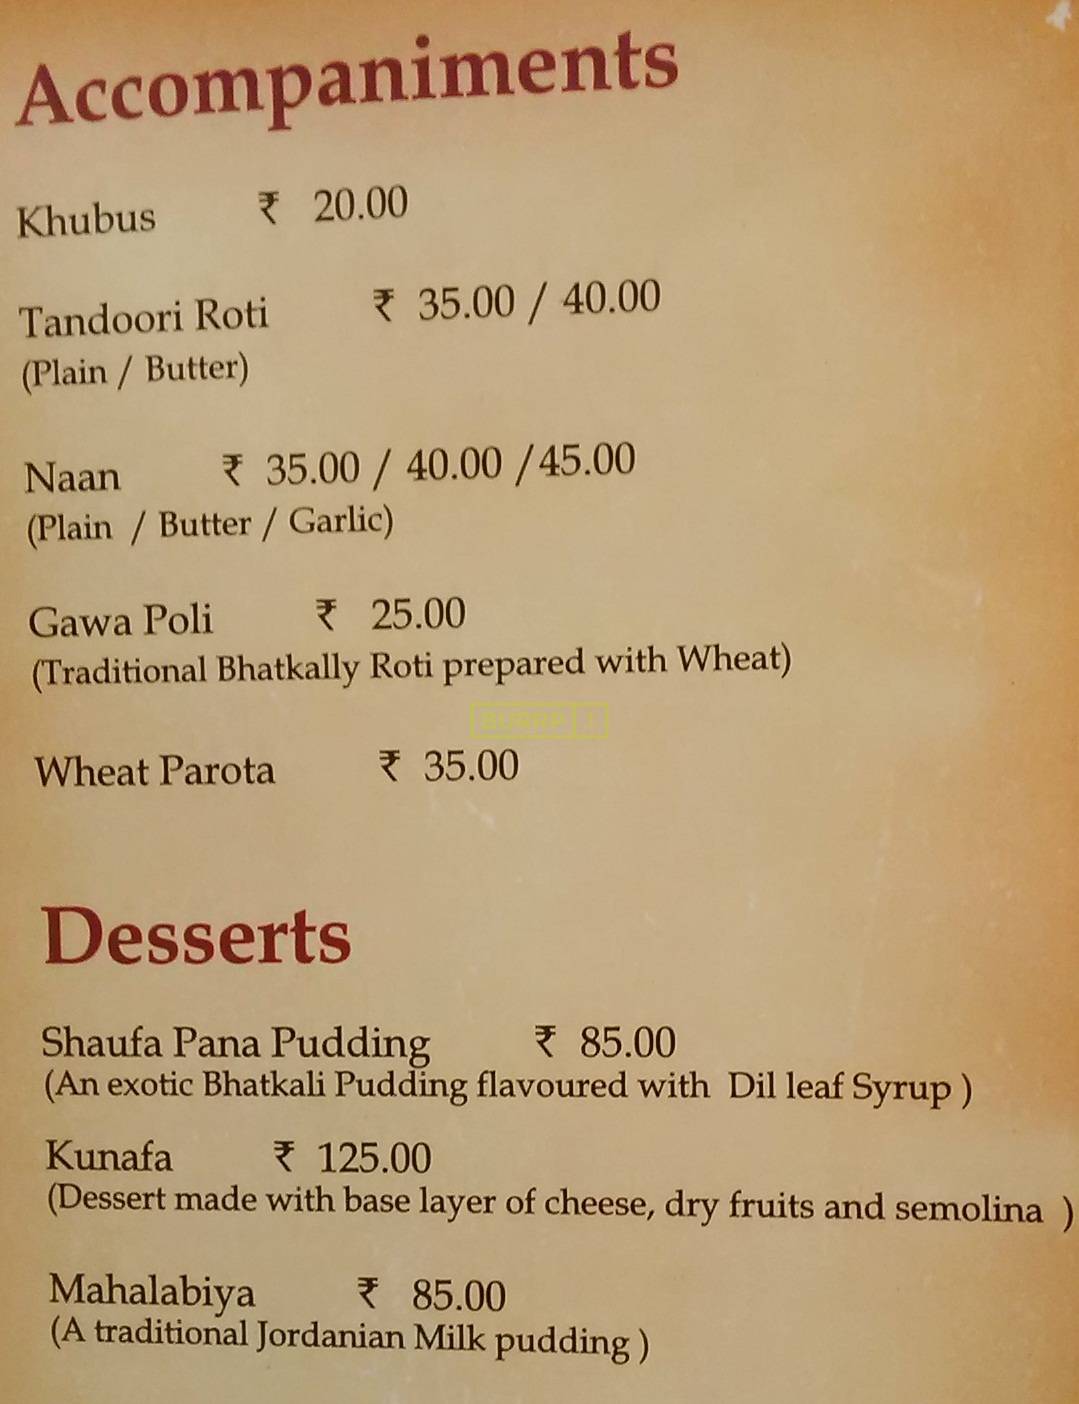 Accompaniments
Khubus ₹ 20.00
Tandoori Roti ₹ 35.00 / 40.00
(Plain / Butter)
Naan ₹ 35.00 / 40.00 /45.00
(Plain / Butter / Garlic)
Gawa Poli ₹ 25.00
(Traditional Bhatkally Roti prepared with Wheat)
Wheat Parota ₹ 35.00
Desserts
Shaufa Pana Pudding ₹ 85.00
(An exotic Bhatkali Pudding flavoured with Dil leaf Syrup )
Kunafa ₹ 125.00
(Dessert made with base layer of cheese, dry fruits and semolina )
Mahalabiya ₹ 85.00
(A traditional Jordanian Milk pudding )